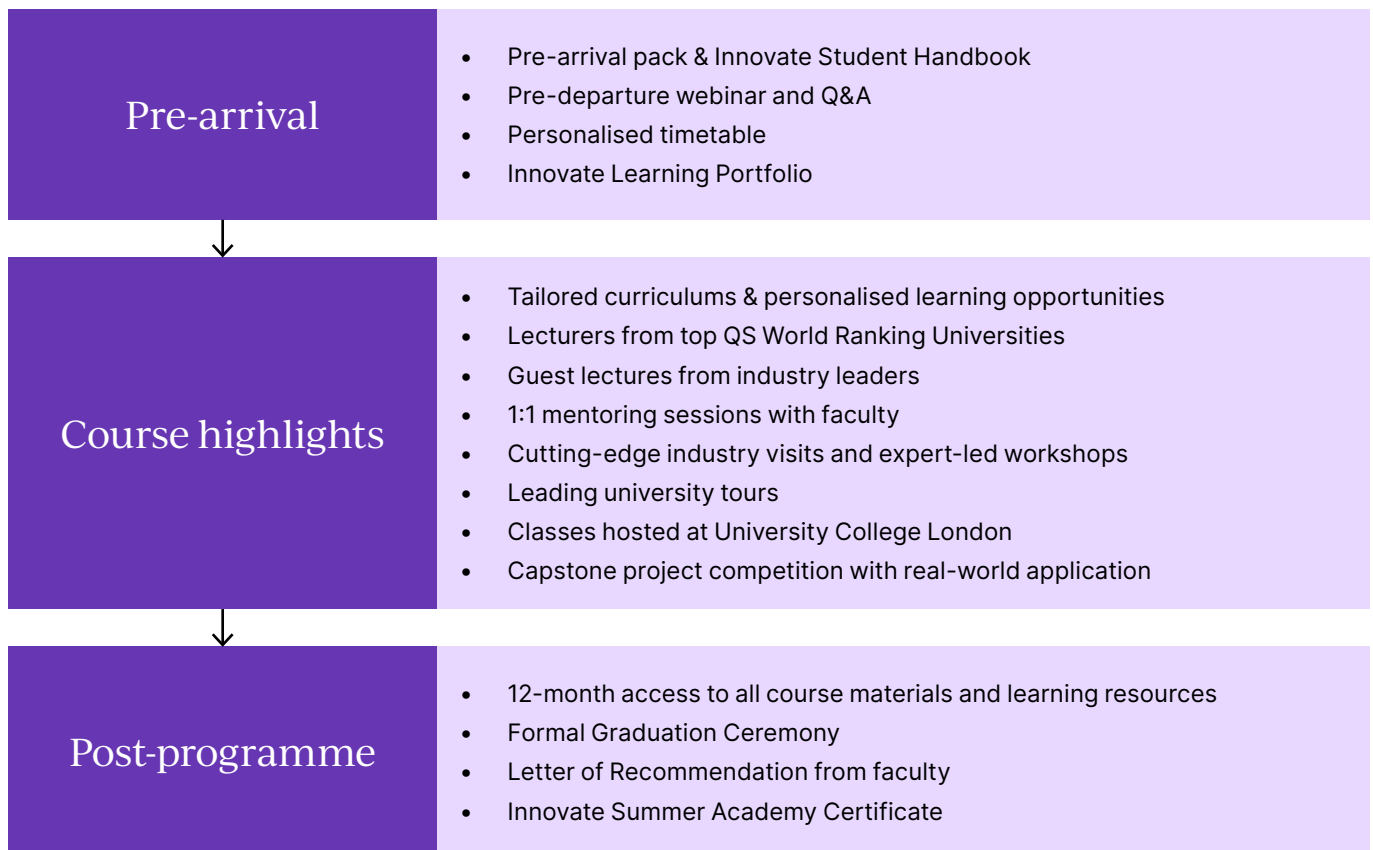 Pre-arrival
• Pre-arrival pack & Innovate Student Handbook
• Pre-departure webinar and Q&A
• Personalised timetable
• Innovate Learning Portfolio
Course highlights
• Tailored curriculums & personalised learning opportunities
• Lecturers from top QS World Ranking Universities
• Guest lectures from industry leaders
• 1:1 mentoring sessions with faculty
• Cutting-edge industry visits and expert-led workshops
• Leading university tours
• Classes hosted at University College London
• Capstone project competition with real-world application
Post-programme
• 12-month access to all course materials and learning resources
• Formal Graduation Ceremony
• Letter of Recommendation from faculty
• Innovate Summer Academy Certificate